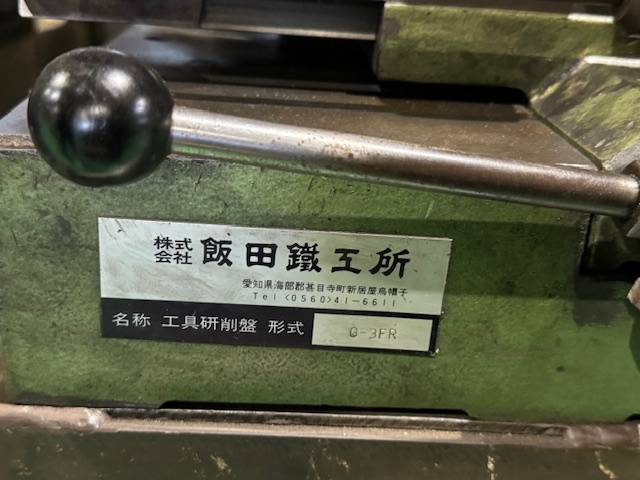 株式会社 飯田鐵工所
愛知県海部郡甚目寺町新居屋鳥帽子
Tel <0560>41-6611
名称 工具研削盤 形式 G-3FR